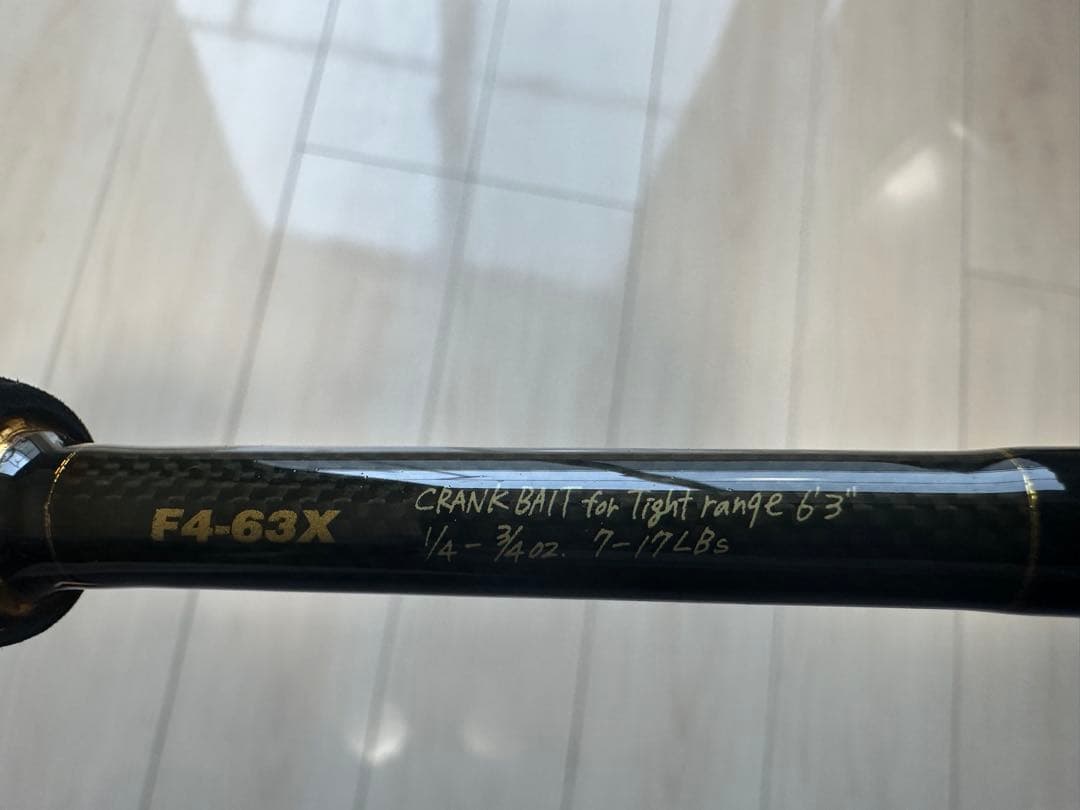 F4-63X
CRANK BAIT for Tight range 6'3"
1/4-3/4oz. 7-17LBs